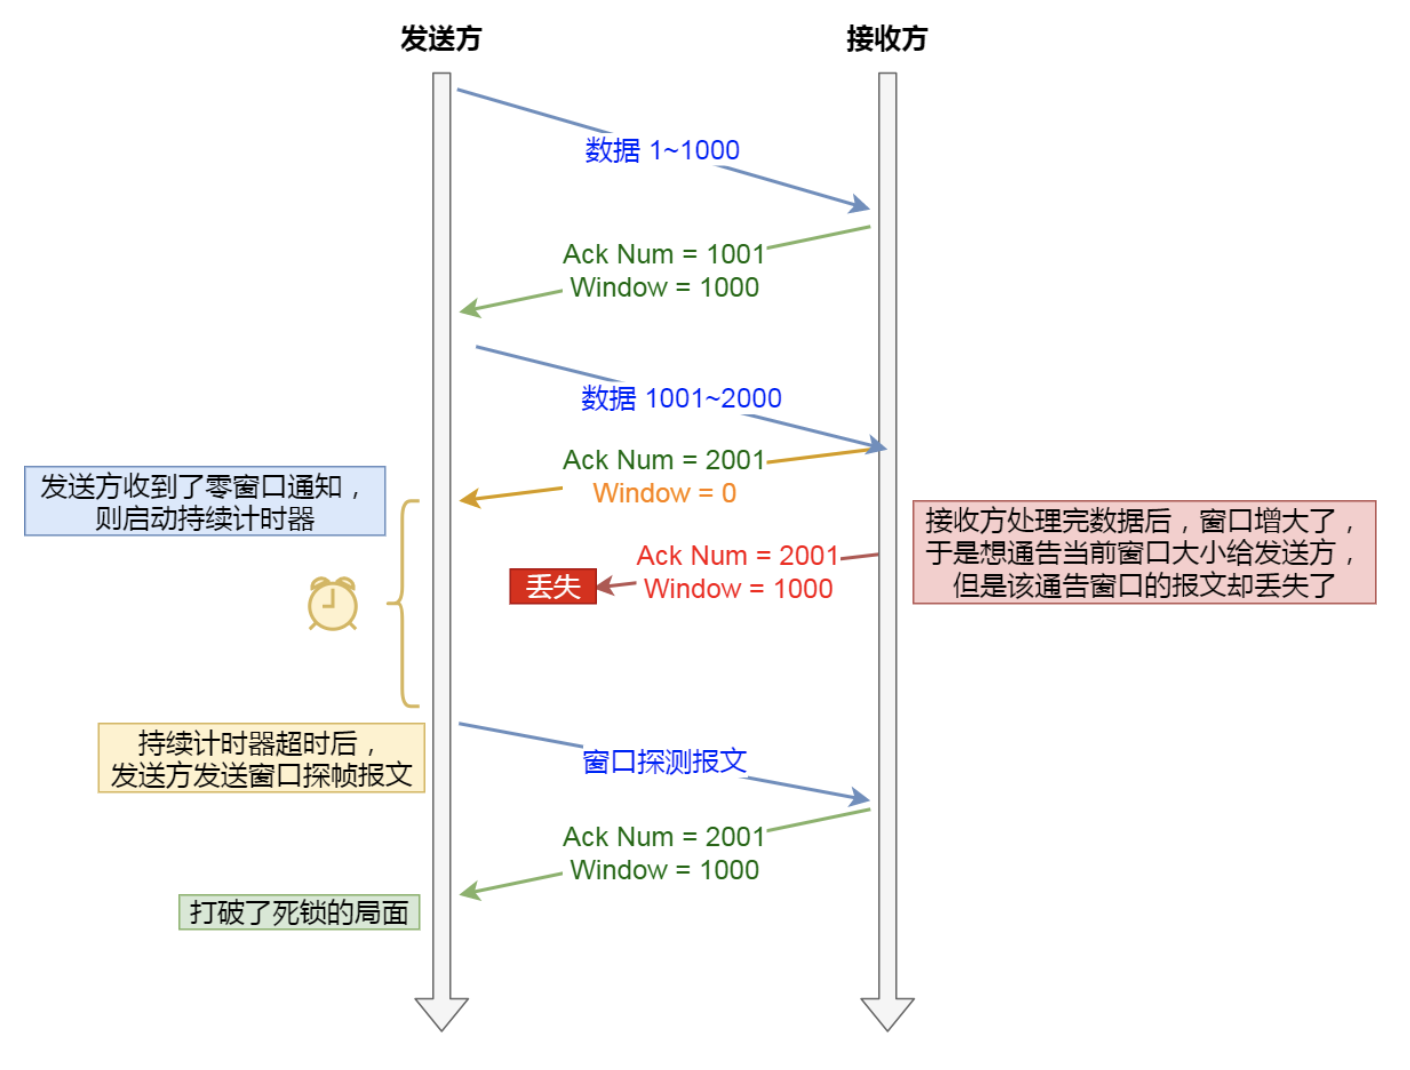 发送方
接收方
数据 1~1000
Ack Num = 1001
Window = 1000
数据 1001~2000
Ack Num = 2001
Window = 0
发送方收到了零窗口通知，
则启动持续计时器
接收方处理完数据后，窗口增大了，
于是想通告当前窗口大小给发送方，
但是该通告窗口的报文却丢失了
Ack Num = 2001
Window = 1000
丢失
持续计时器超时后，
发送方发送窗口探帧报文
窗口探测报文
Ack Num = 2001
Window = 1000
打破了死锁的局面